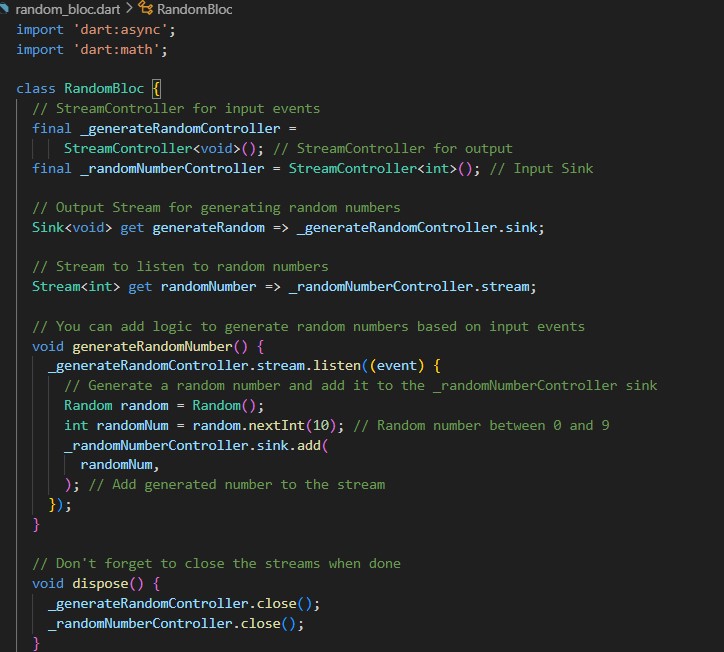 random_bloc.dart > RandomBloc
import 'dart:async';
import 'dart:math';
class RandomBloc {
// StreamController for input events
final _generateRandomController =
StreamController<void>(); // StreamController for output
final _randomNumberController = StreamController<int>(); // Input Sink
// Output Stream for generating random numbers
Sink<void> get generateRandom => _generateRandomController.sink;
// Stream to listen to random numbers
Stream<int> get randomNumber => _randomNumberController.stream;
// You can add logic to generate random numbers based on input events
void generateRandomNumber() {
_generateRandomController.stream.listen((event) {
// Generate a random number and add it to the _randomNumberController sink
Random random = Random();
int randomNum = random.nextInt(10); // Random number between 0 and 9
_randomNumberController.sink.add(
randomNum,
); // Add generated number to the stream
});
}
// Don't forget to close the streams when done
void dispose() {
_generateRandomController.close();
_randomNumberController.close();
}